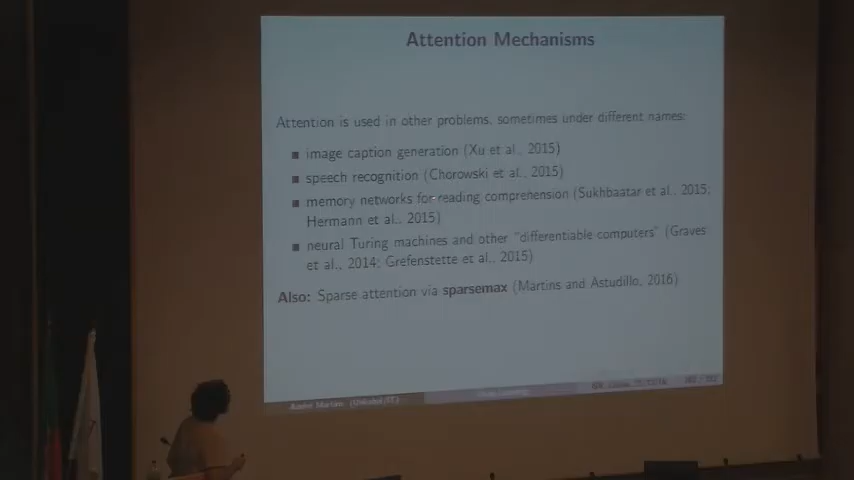 Attention Mechanisms
Attention is used in other problems, sometimes under different names:
image caption generation (Xu et al., 2015)
speech recognition (Chorowski et al., 2015)
memory networks for reading comprehension (Sukhbaatar et al., 2015;
Hermann et al., 2015)
neural Turing machines and other "differentiable computers" (Graves
et al., 2014; Grefenstette et al., 2015)
Also: Sparse attention via sparsemax (Martins and Astudillo, 2016)